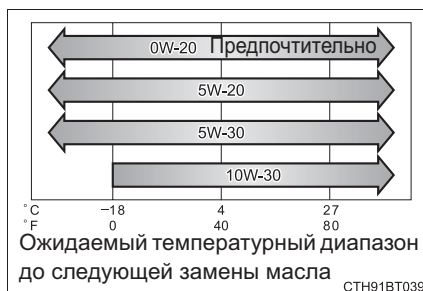 0W-20 Предпочтительно
5W-20
5W-30
10W-30
°C −18 4 27
°F 0 40 80
Ожидаемый температурный диапазон
до следующей замены масла
CTH91BT039